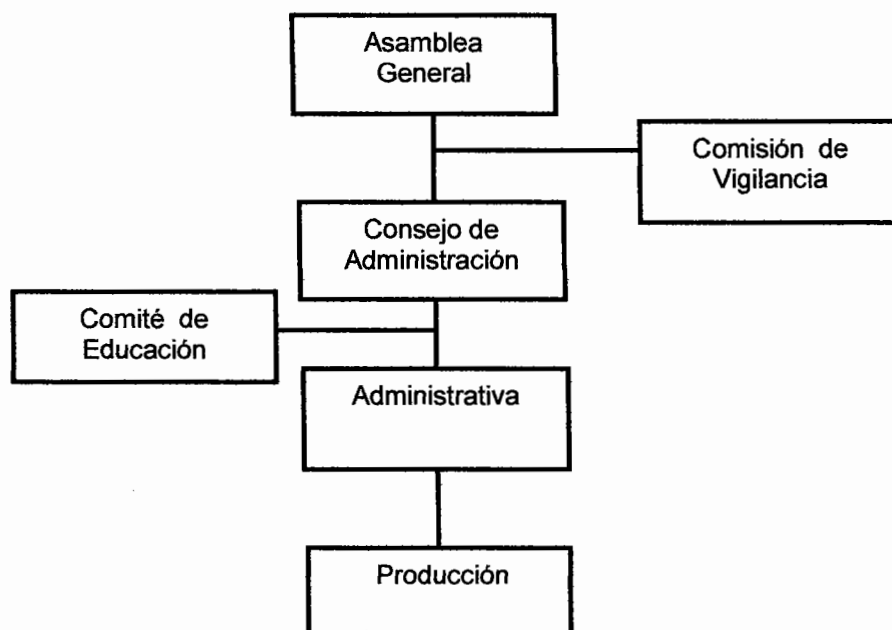 Asamblea
General
Comisión de
Vigilancia
Consejo de
Administración
Comité de
Educación
Administrativa
Producción